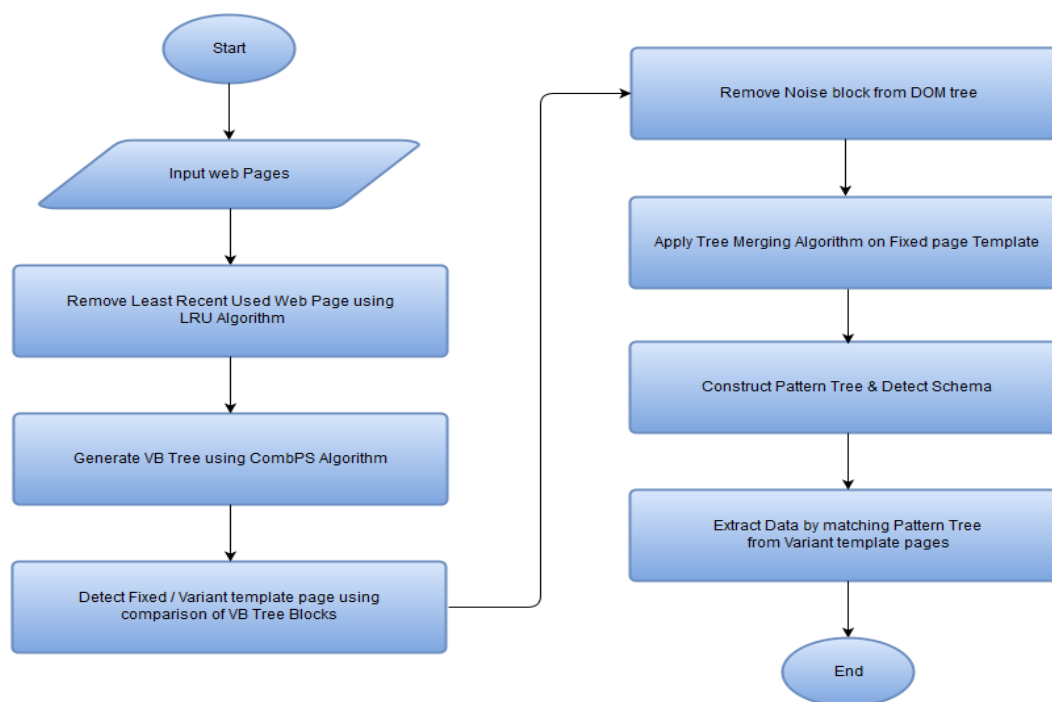 Start
Input web Pages
Remove Least Recent Used Web Page using
LRU Algorithm
Generate VB Tree using CombPS Algorithm
Detect Fixed / Variant template page using
comparison of VB Tree Blocks
Remove Noise block from DOM tree
Apply Tree Merging Algorithm on Fixed page Template
Construct Pattern Tree & Detect Schema
Extract Data by matching Pattern Tree
from Variant template pages
End